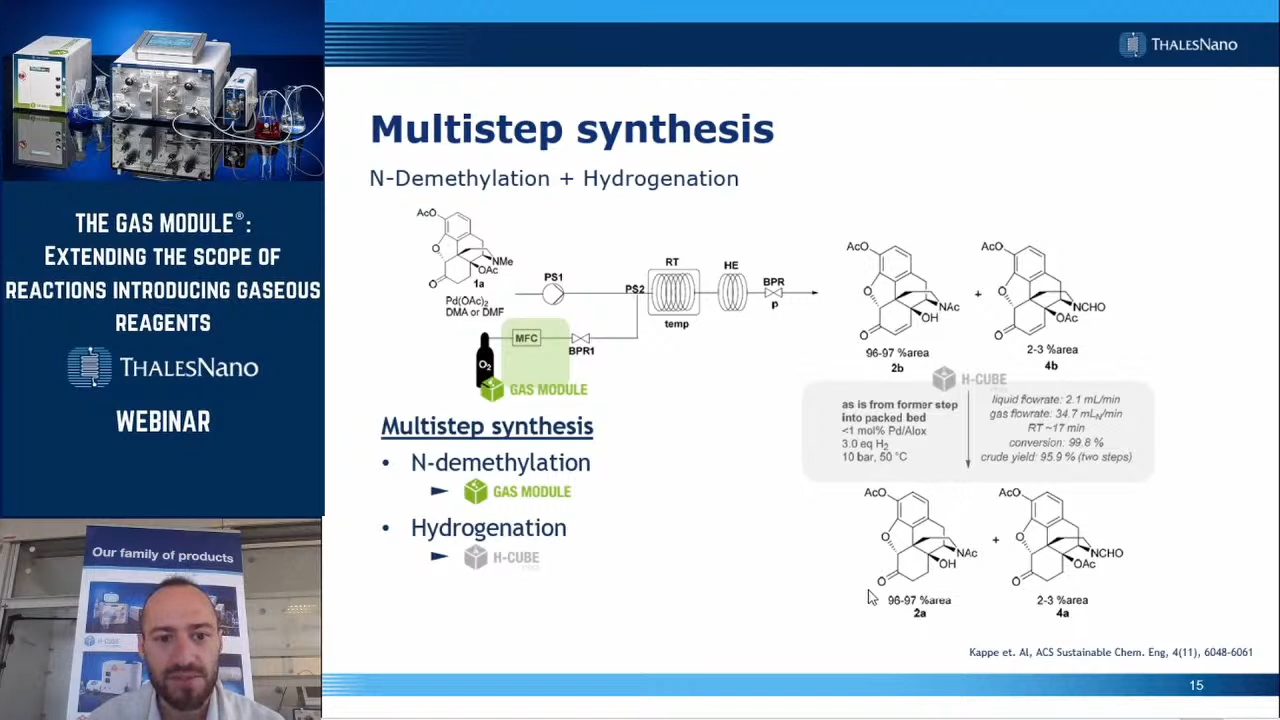 THALESNANO
Multistep synthesis
N-Demethylation + Hydrogenation
THE GAS MODULE®:
EXTENDING THE SCOPE OF
REACTIONS INTRODUCING GASEOUS
REAGENTS
THALESNANO
WEBINAR
Our family of products
H-CUBE
AcO
O
NMe
OAc
O
1a
Pd(OAc)2
DMA or DMF
PS1
PS2
RT
temp
HE
BPR
p
O2
MFC
BPR1
GAS MODULE
AcO
O
NAc
OH
O
96-97 %area
2b
+
AcO
O
NCHO
OAc
O
2-3 %area
4b
H-CUBE
as is from former step
into packed bed
<1 mol% Pd/Alox
3.0 eq H2
10 bar, 50 °C
liquid flowrate: 2.1 mL/min
gas flowrate: 34.7 mLN/min
RT ~17 min
conversion: 99.8 %
crude yield: 95.9 % (two steps)
Multistep synthesis
• N-demethylation
GAS MODULE
• Hydrogenation
H-CUBE
AcO
O
NAc
OH
O
96-97 %area
2a
+
AcO
O
NCHO
OAc
O
2-3 %area
4a
Kappe et. Al, ACS Sustainable Chem. Eng, 4(11), 6048-6061
15